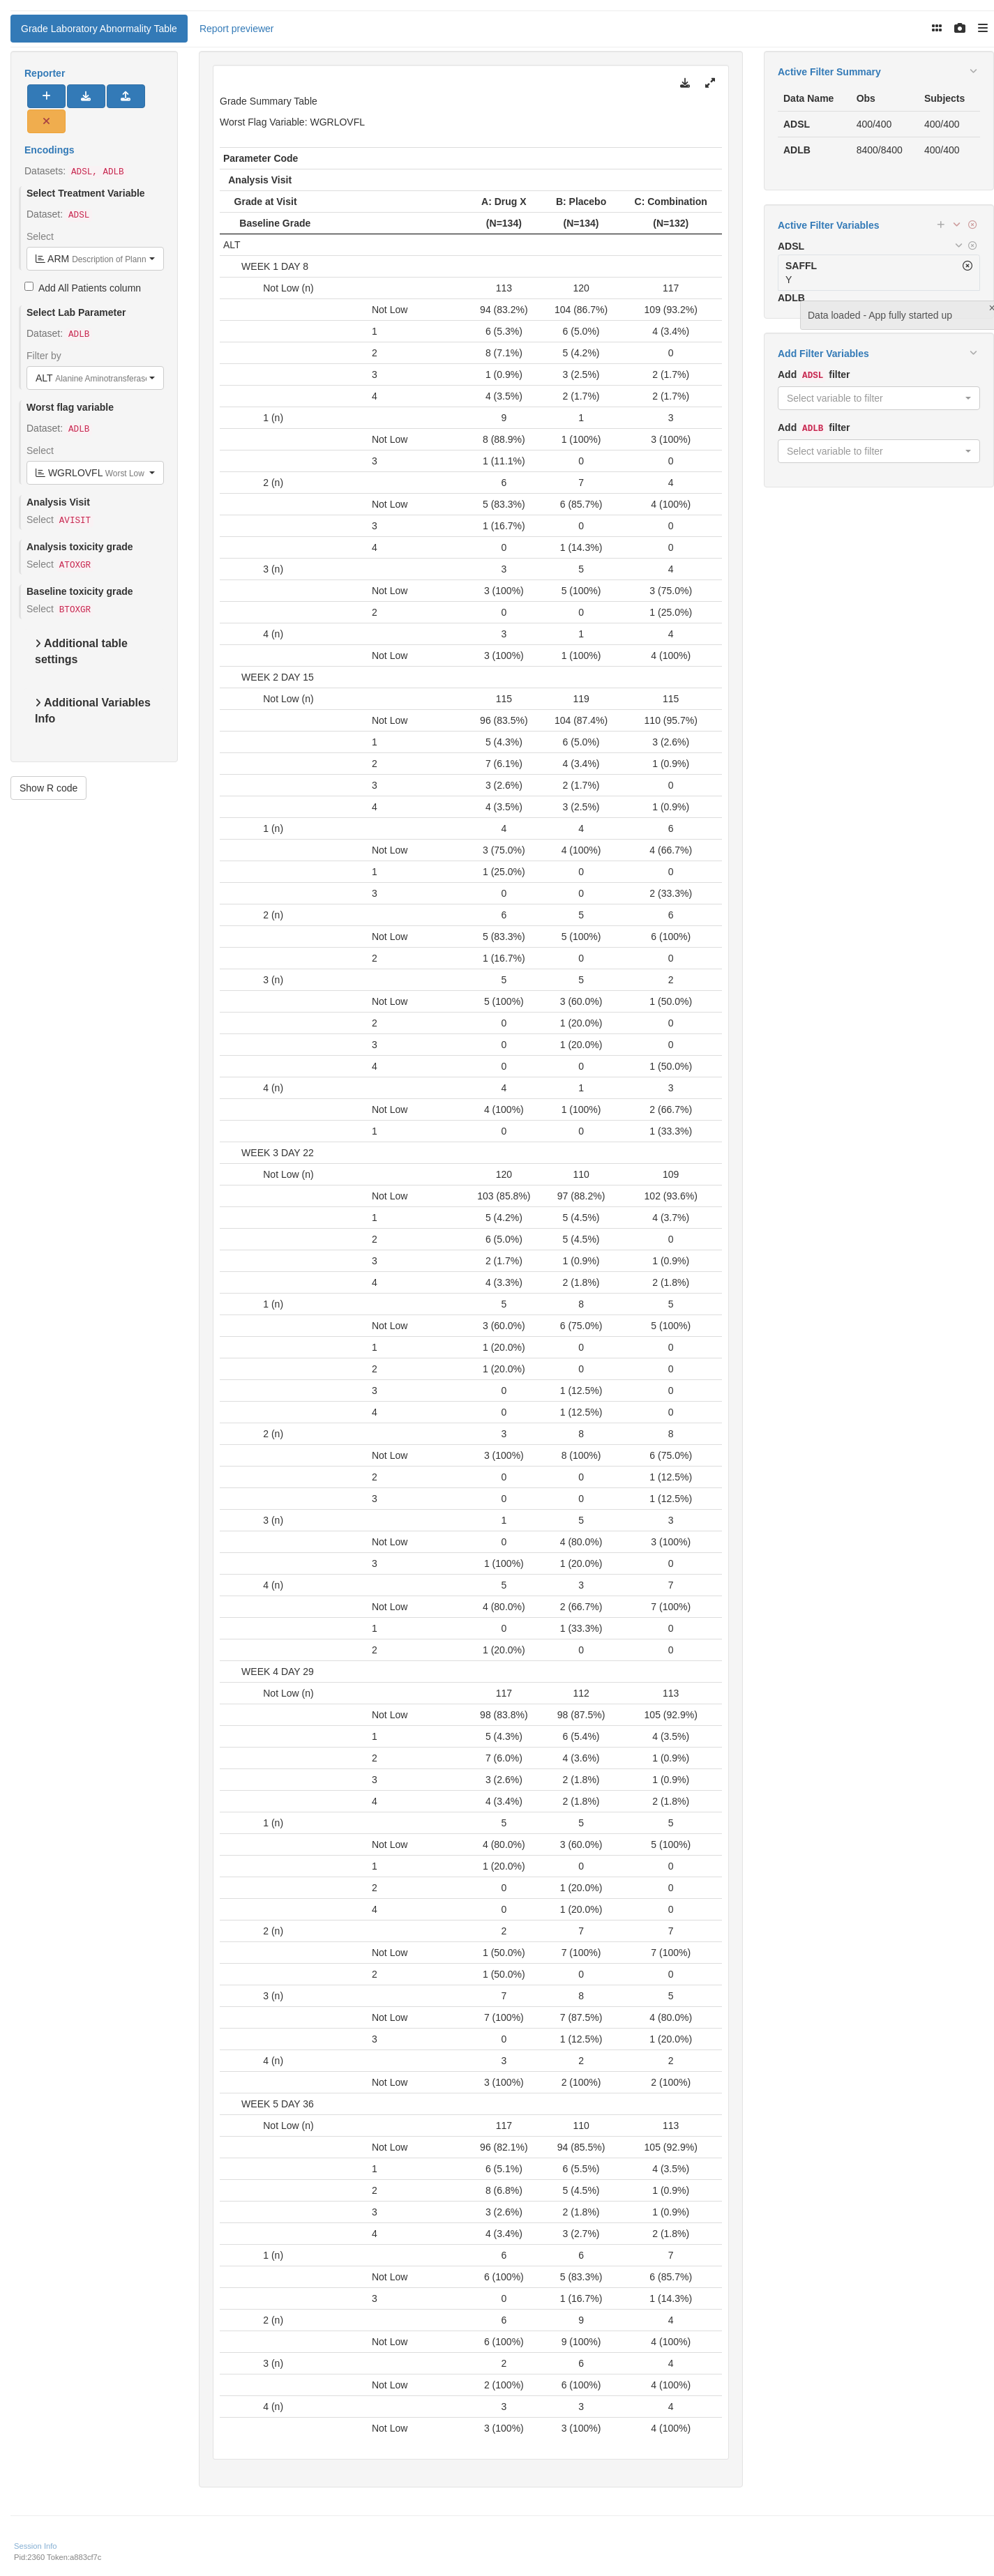 Grade Laboratory Abnormality Table Report previewer
Reporter
Encodings
Datasets: ADSL, ADLB
Select Treatment Variable
Dataset: ADSL
Select
ARM Description of Plann
Add All Patients column
Select Lab Parameter
Dataset: ADLB
Filter by
ALT Alanine Aminotransferase
Worst flag variable
Dataset: ADLB
Select
WGRLOVFL Worst Low
Analysis Visit
Select AVISIT
Analysis toxicity grade
Select ATOXGR
Baseline toxicity grade
Select BTOXGR
Additional table
settings
Additional Variables
Info
Show R code
Grade Summary Table
Worst Flag Variable: WGRLOVFL
Parameter Code
Analysis Visit
Grade at Visit A: Drug X B: Placebo C: Combination
Baseline Grade (N=134) (N=134) (N=132)
ALT
WEEK 1 DAY 8
Not Low (n) 113 120 117
Not Low 94 (83.2%) 104 (86.7%) 109 (93.2%)
1 6 (5.3%) 6 (5.0%) 4 (3.4%)
2 8 (7.1%) 5 (4.2%) 0
3 1 (0.9%) 3 (2.5%) 2 (1.7%)
4 4 (3.5%) 2 (1.7%) 2 (1.7%)
1 (n) 9 1 3
Not Low 8 (88.9%) 1 (100%) 3 (100%)
3 1 (11.1%) 0 0
2 (n) 6 7 4
Not Low 5 (83.3%) 6 (85.7%) 4 (100%)
3 1 (16.7%) 0 0
4 0 1 (14.3%) 0
3 (n) 3 5 4
Not Low 3 (100%) 5 (100%) 3 (75.0%)
2 0 0 1 (25.0%)
4 (n) 3 1 4
Not Low 3 (100%) 1 (100%) 4 (100%)
WEEK 2 DAY 15
Not Low (n) 115 119 115
Not Low 96 (83.5%) 104 (87.4%) 110 (95.7%)
1 5 (4.3%) 6 (5.0%) 3 (2.6%)
2 7 (6.1%) 4 (3.4%) 1 (0.9%)
3 3 (2.6%) 2 (1.7%) 0
4 4 (3.5%) 3 (2.5%) 1 (0.9%)
1 (n) 4 4 6
Not Low 3 (75.0%) 4 (100%) 4 (66.7%)
1 1 (25.0%) 0 0
3 0 0 2 (33.3%)
2 (n) 6 5 6
Not Low 5 (83.3%) 5 (100%) 6 (100%)
2 1 (16.7%) 0 0
3 (n) 5 5 2
Not Low 5 (100%) 3 (60.0%) 1 (50.0%)
2 0 1 (20.0%) 0
3 0 1 (20.0%) 0
4 0 0 1 (50.0%)
4 (n) 4 1 3
Not Low 4 (100%) 1 (100%) 2 (66.7%)
1 0 0 1 (33.3%)
WEEK 3 DAY 22
Not Low (n) 120 110 109
Not Low 103 (85.8%) 97 (88.2%) 102 (93.6%)
1 5 (4.2%) 5 (4.5%) 4 (3.7%)
2 6 (5.0%) 5 (4.5%) 0
3 2 (1.7%) 1 (0.9%) 1 (0.9%)
4 4 (3.3%) 2 (1.8%) 2 (1.8%)
1 (n) 5 8 5
Not Low 3 (60.0%) 6 (75.0%) 5 (100%)
1 1 (20.0%) 0 0
2 1 (20.0%) 0 0
3 0 1 (12.5%) 0
4 0 1 (12.5%) 0
2 (n) 3 8 8
Not Low 3 (100%) 8 (100%) 6 (75.0%)
2 0 0 1 (12.5%)
3 0 0 1 (12.5%)
3 (n) 1 5 3
Not Low 0 4 (80.0%) 3 (100%)
3 1 (100%) 1 (20.0%) 0
4 (n) 5 3 7
Not Low 4 (80.0%) 2 (66.7%) 7 (100%)
1 0 1 (33.3%) 0
2 1 (20.0%) 0 0
WEEK 4 DAY 29
Not Low (n) 117 112 113
Not Low 98 (83.8%) 98 (87.5%) 105 (92.9%)
1 5 (4.3%) 6 (5.4%) 4 (3.5%)
2 7 (6.0%) 4 (3.6%) 1 (0.9%)
3 3 (2.6%) 2 (1.8%) 1 (0.9%)
4 4 (3.4%) 2 (1.8%) 2 (1.8%)
1 (n) 5 5 5
Not Low 4 (80.0%) 3 (60.0%) 5 (100%)
1 1 (20.0%) 0 0
2 0 1 (20.0%) 0
4 0 1 (20.0%) 0
2 (n) 2 7 7
Not Low 1 (50.0%) 7 (100%) 7 (100%)
2 1 (50.0%) 0 0
3 (n) 7 8 5
Not Low 7 (100%) 7 (87.5%) 4 (80.0%)
3 0 1 (12.5%) 1 (20.0%)
4 (n) 3 2 2
Not Low 3 (100%) 2 (100%) 2 (100%)
WEEK 5 DAY 36
Not Low (n) 117 110 113
Not Low 96 (82.1%) 94 (85.5%) 105 (92.9%)
1 6 (5.1%) 6 (5.5%) 4 (3.5%)
2 8 (6.8%) 5 (4.5%) 1 (0.9%)
3 3 (2.6%) 2 (1.8%) 1 (0.9%)
4 4 (3.4%) 3 (2.7%) 2 (1.8%)
1 (n) 6 6 7
Not Low 6 (100%) 5 (83.3%) 6 (85.7%)
3 0 1 (16.7%) 1 (14.3%)
2 (n) 6 9 4
Not Low 6 (100%) 9 (100%) 4 (100%)
3 (n) 2 6 4
Not Low 2 (100%) 6 (100%) 4 (100%)
4 (n) 3 3 4
Not Low 3 (100%) 3 (100%) 4 (100%)
Active Filter Summary
Data Name Obs Subjects
ADSL 400/400 400/400
ADLB 8400/8400 400/400
Active Filter Variables
ADSL
SAFFL
Y
ADLB
Data loaded - App fully started up
Add Filter Variables
Add ADSL filter
Select variable to filter
Add ADLB filter
Select variable to filter
Session Info
Pid:2360 Token:a883cf7c